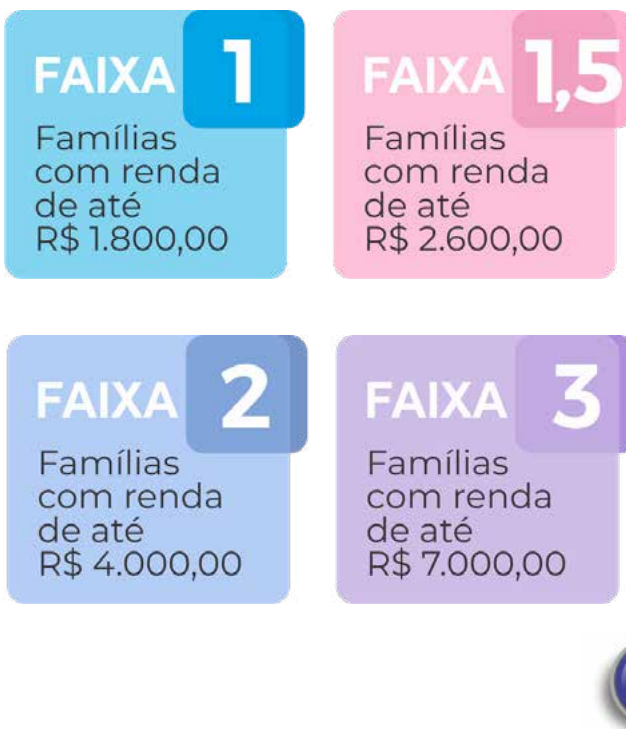 FAIXA 1
Famílias
com renda
de até
R$ 1.800,00
FAIXA 1,5
Famílias
com renda
de até
R$ 2.600,00
FAIXA 2
Famílias
com renda
de até
R$ 4.000,00
FAIXA 3
Famílias
com renda
de até
R$ 7.000,00